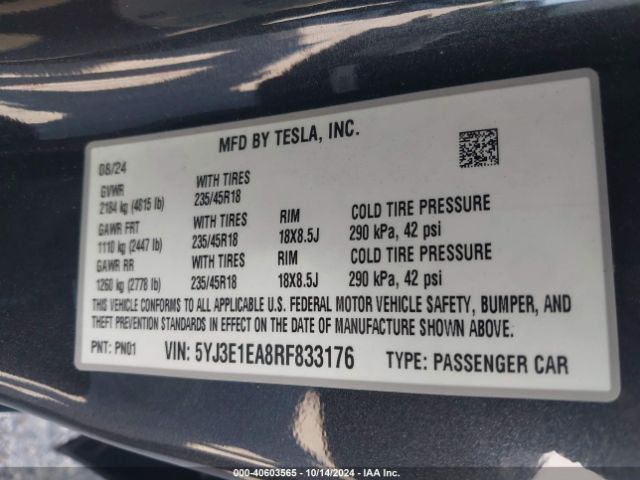 MFD BY TESLA, INC.
08/24
GVWR WITH TIRES
2184 kg (4815 lb) 235/45R18
GAWR FRT WITH TIRES RIM COLD TIRE PRESSURE
1110 kg (2447 lb) 235/45R18 18X8.5J 290 kPa, 42 psi
GAWR RR WITH TIRES RIM COLD TIRE PRESSURE
1260 kg (2778 lb) 235/45R18 18X8.5J 290 kPa, 42 psi
THIS VEHICLE CONFORMS TO ALL APPLICABLE U.S. FEDERAL MOTOR VEHICLE SAFETY, BUMPER, AND
THEFT PREVENTION STANDARDS IN EFFECT ON THE DATE OF MANUFACTURE SHOWN ABOVE.
PNT: PN01 VIN: 5YJ3E1EA8RF833176 TYPE: PASSENGER CAR
000-40603565 - 10/14/2024 - IAA Inc.